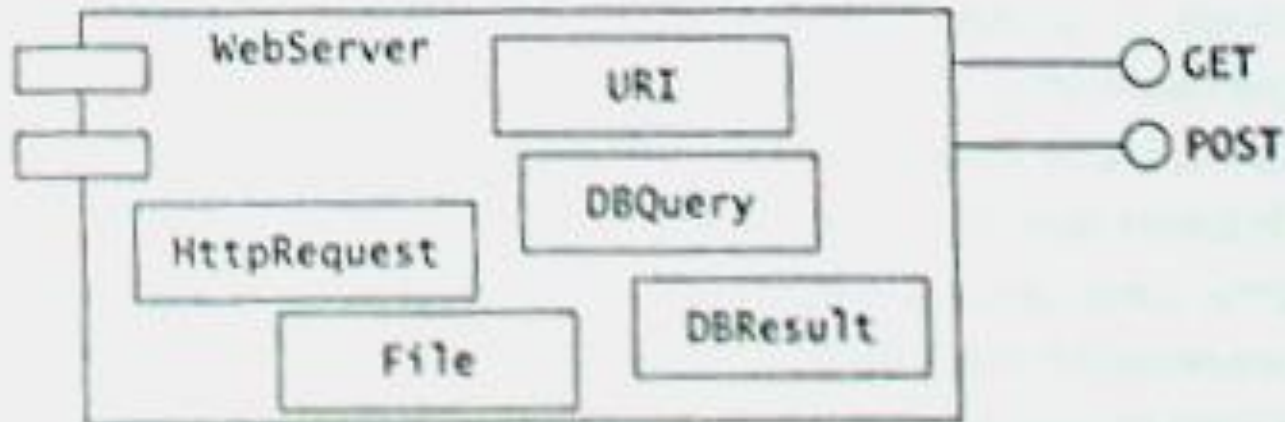 WebServer
URI
GET
POST
DBQuery
HttpRequest
DBResult
File